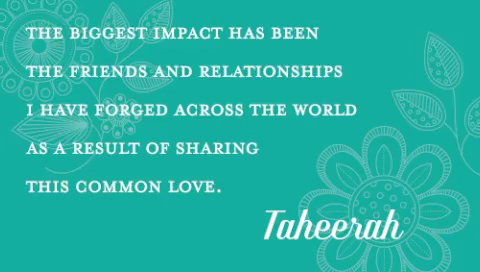 THE BIGGEST IMPACT HAS BEEN
THE FRIENDS AND RELATIONSHIPS
I HAVE FORGED ACROSS THE WORLD
AS A RESULT OF SHARING
THIS COMMON LOVE.
Taheerah